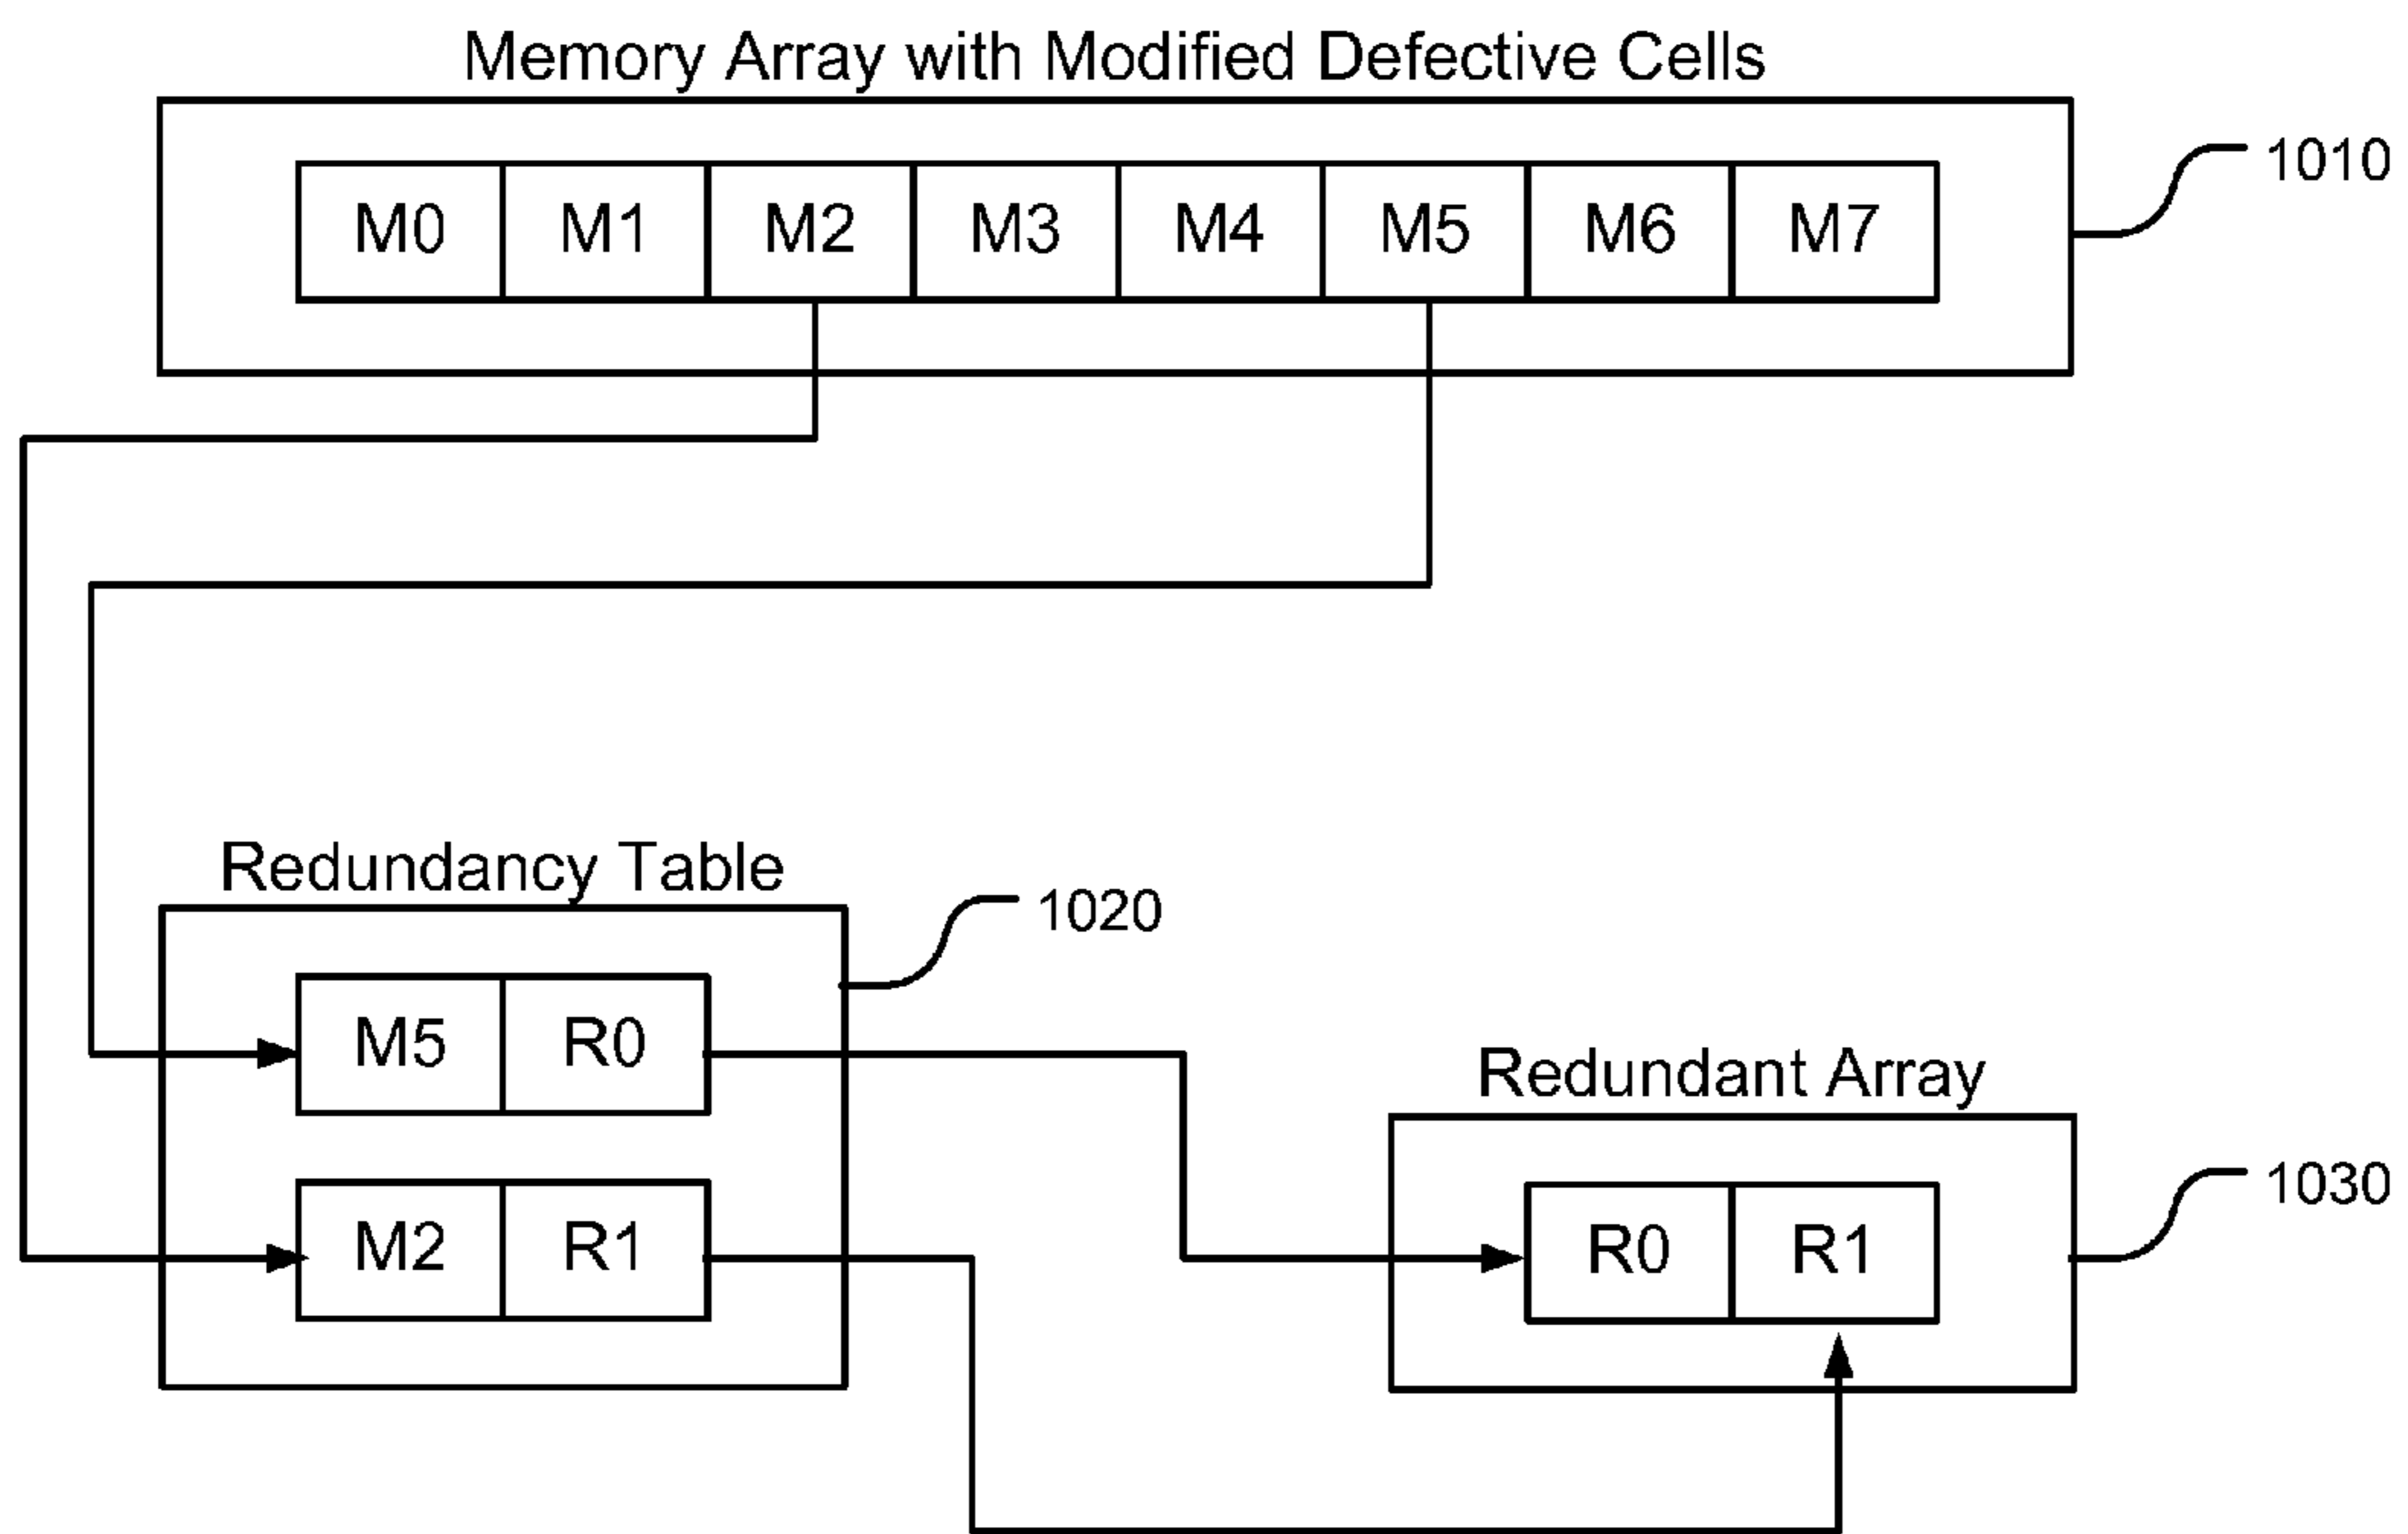 Memory Array with Modified Defective Cells
1010
M0 M1 M2 M3 M4 M5 M6 M7
Redundancy Table
1020
M5 R0
M2 R1
Redundant Array
1030
R0 R1